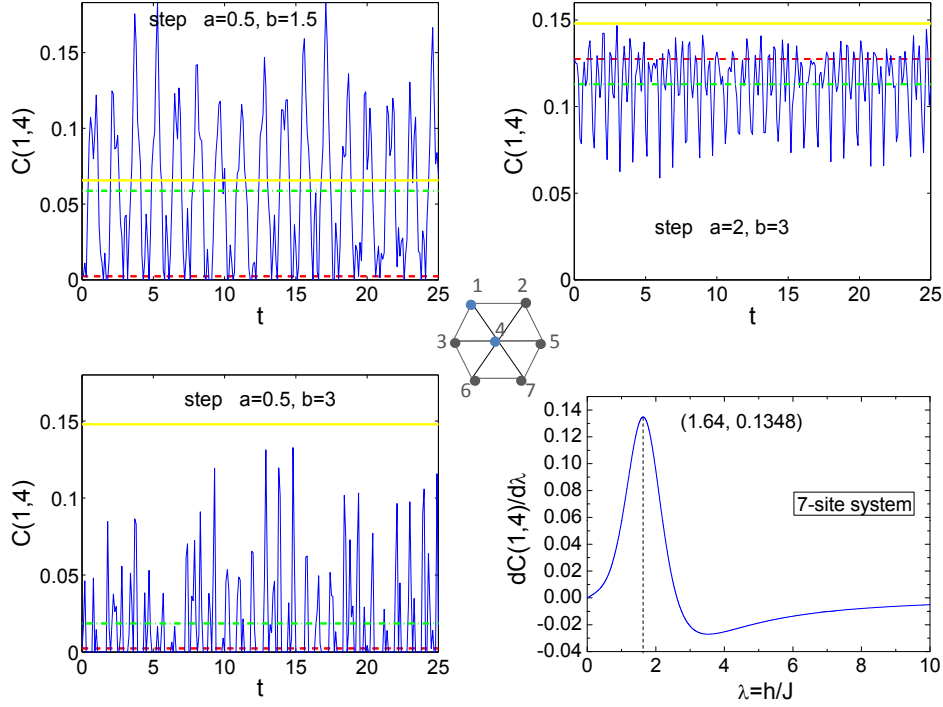 step a=0.5, b=1.5
C(1,4)
0.15
0.1
0.05
0
0 5 10 15 20 25
t
C(1,4)
0.15
0.1
0.05
0
step a=2, b=3
0 5 10 15 20 25
t
1 2
3 4 5
6 7
step a=0.5, b=3
C(1,4)
0.15
0.1
0.05
0
0 5 10 15 20 25
t
dC(1,4)/dλ
0.14
0.12
0.10
0.08
0.06
0.04
0.02
0.00
-0.02
-0.04
(1.64, 0.1348)
7-site system
0 2 4 6 8 10
λ=h/J